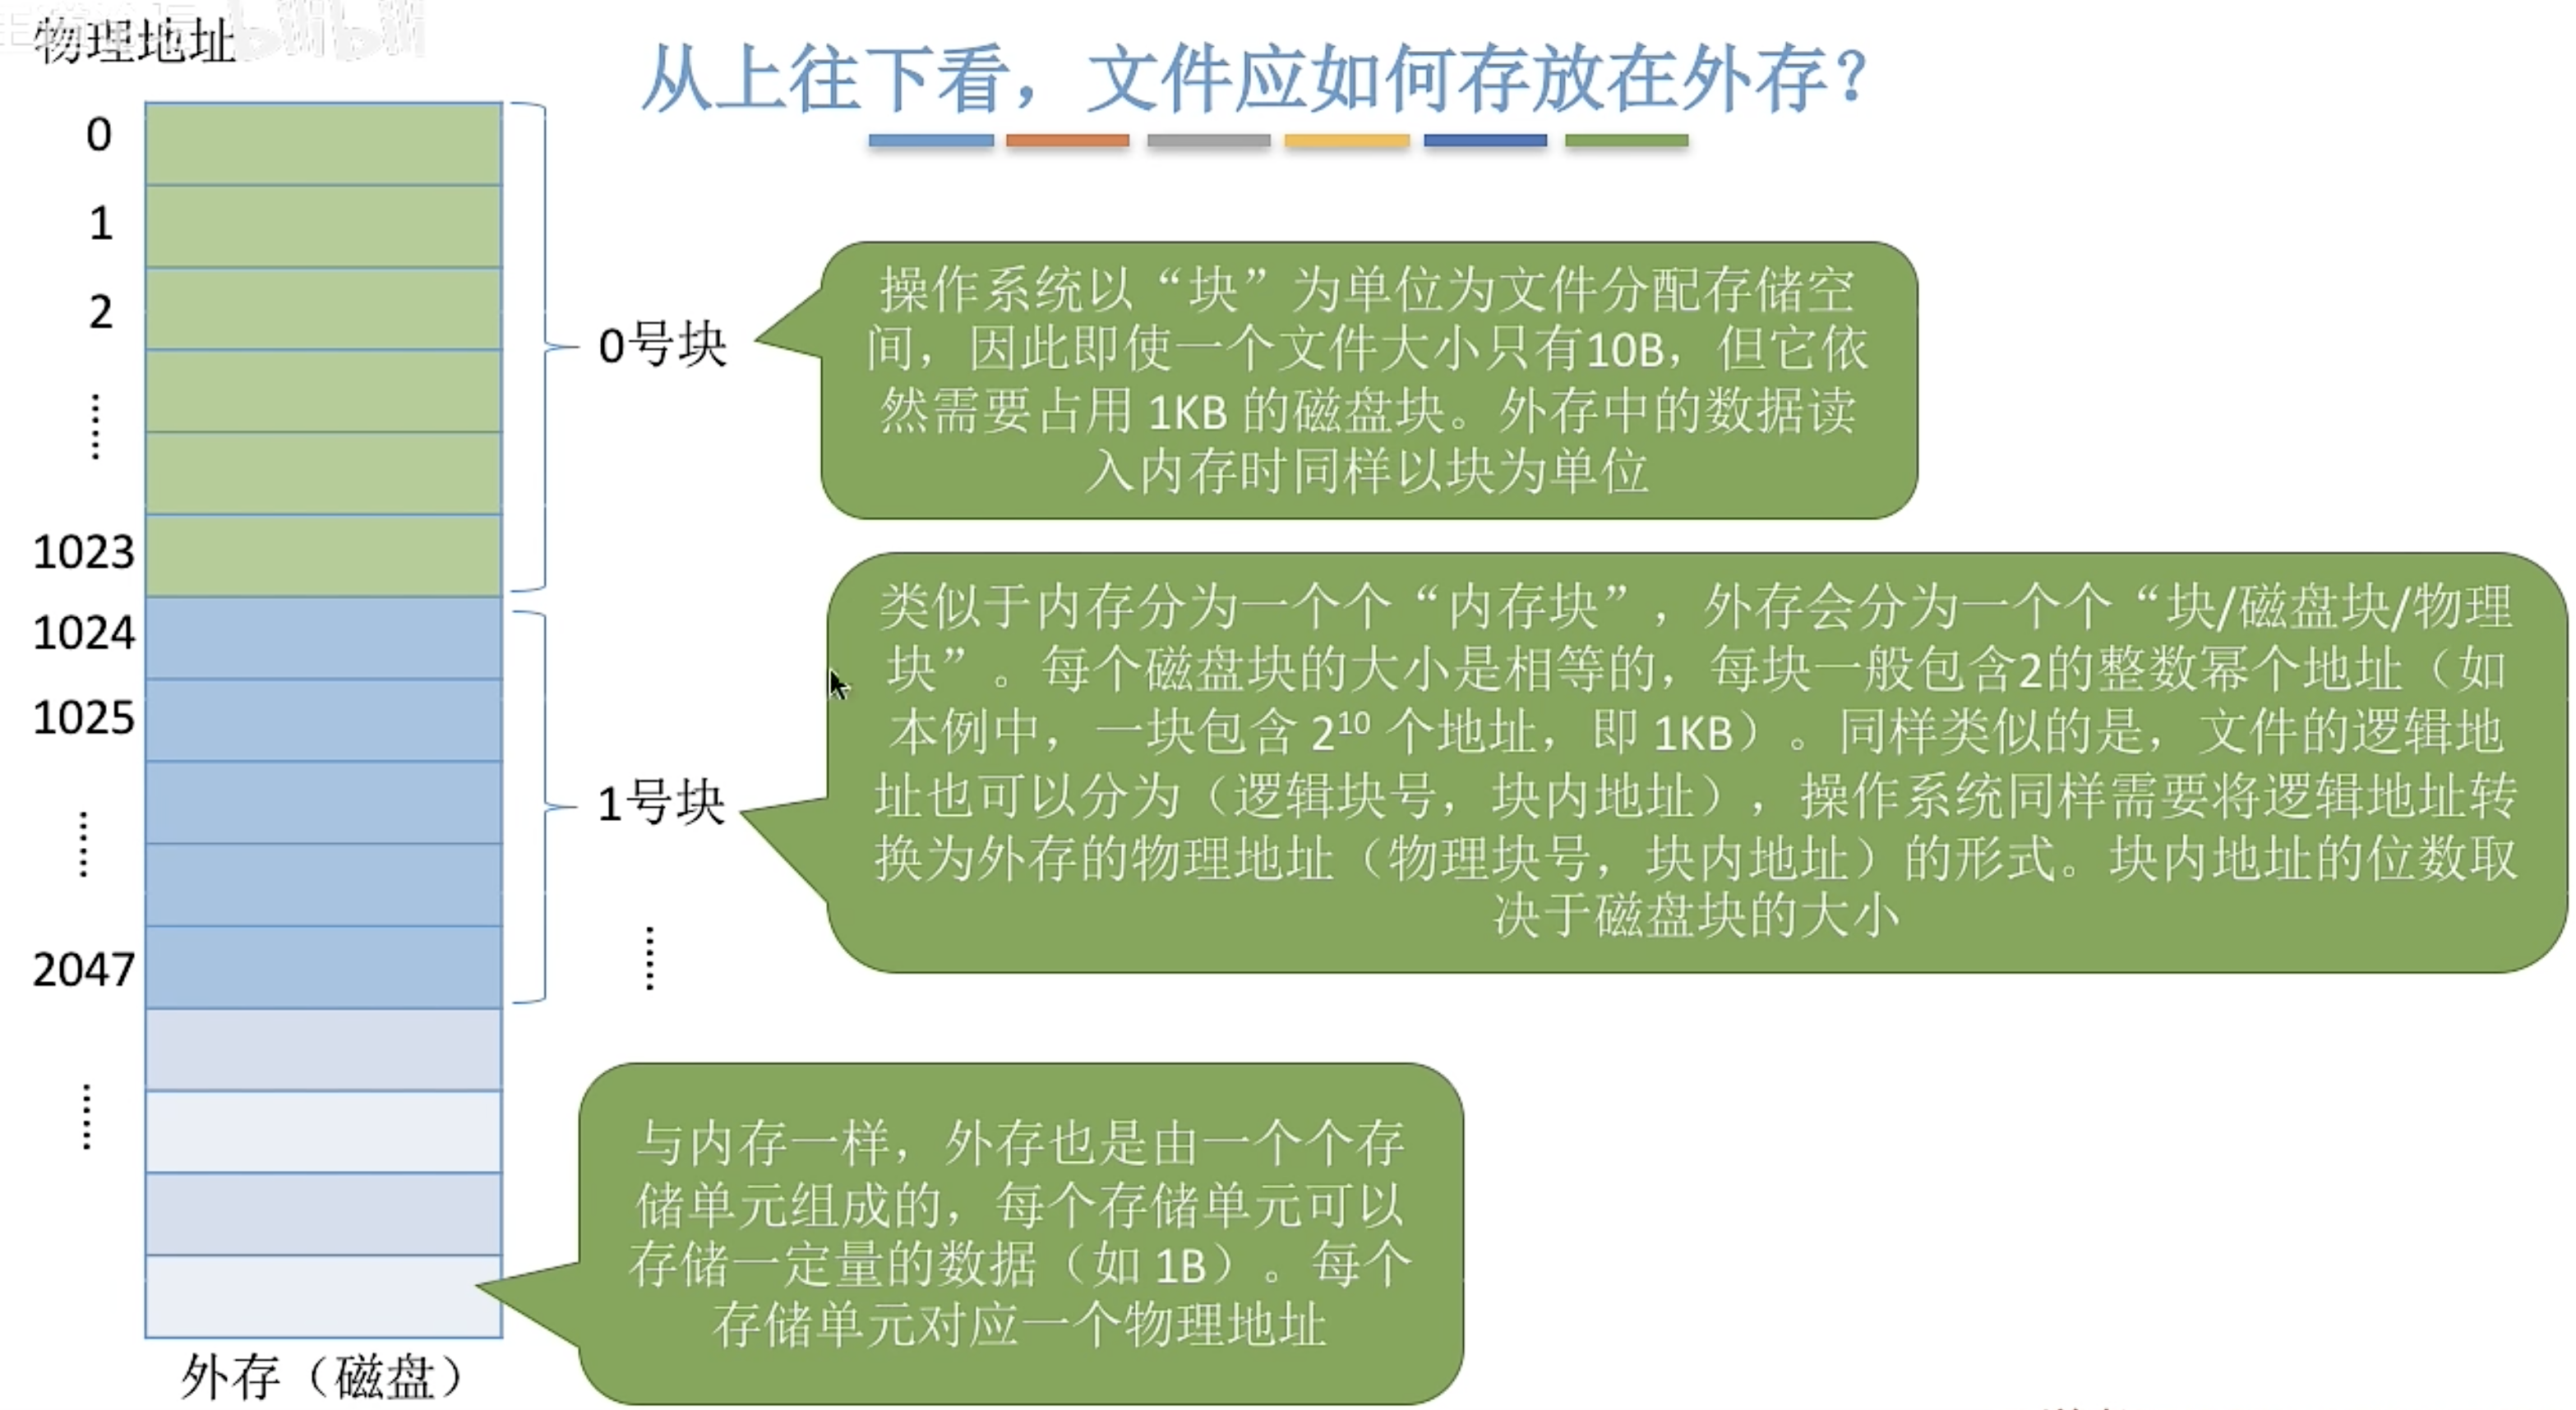 物理地址
bilibili
从上往下看，文件应如何存放在外存？
0
1
2
……
1023
1024
1025
……
2047
……
0号块
1号块
……
外存（磁盘）
操作系统以“块”为单位为文件分配存储空
间，因此即使一个文件大小只有10B，但它依
然需要占用 1KB 的磁盘块。外存中的数据读
入内存时同样以块为单位
类似于内存分为一个个“内存块”，外存会分为一个个“块/磁盘块/物理
块”。每个磁盘块的大小是相等的，每块一般包含2的整数幂个地址（如
本例中，一块包含 2¹⁰ 个地址，即 1KB）。同样类似的是，文件的逻辑地
址也可以分为（逻辑块号，块内地址），操作系统同样需要将逻辑地址转
换为外存的物理地址（物理块号，块内地址）的形式。块内地址的位数取
决于磁盘块的大小
与内存一样，外存也是由一个个存
储单元组成的，每个存储单元可以
存储一定量的数据（如 1B）。每个
存储单元对应一个物理地址